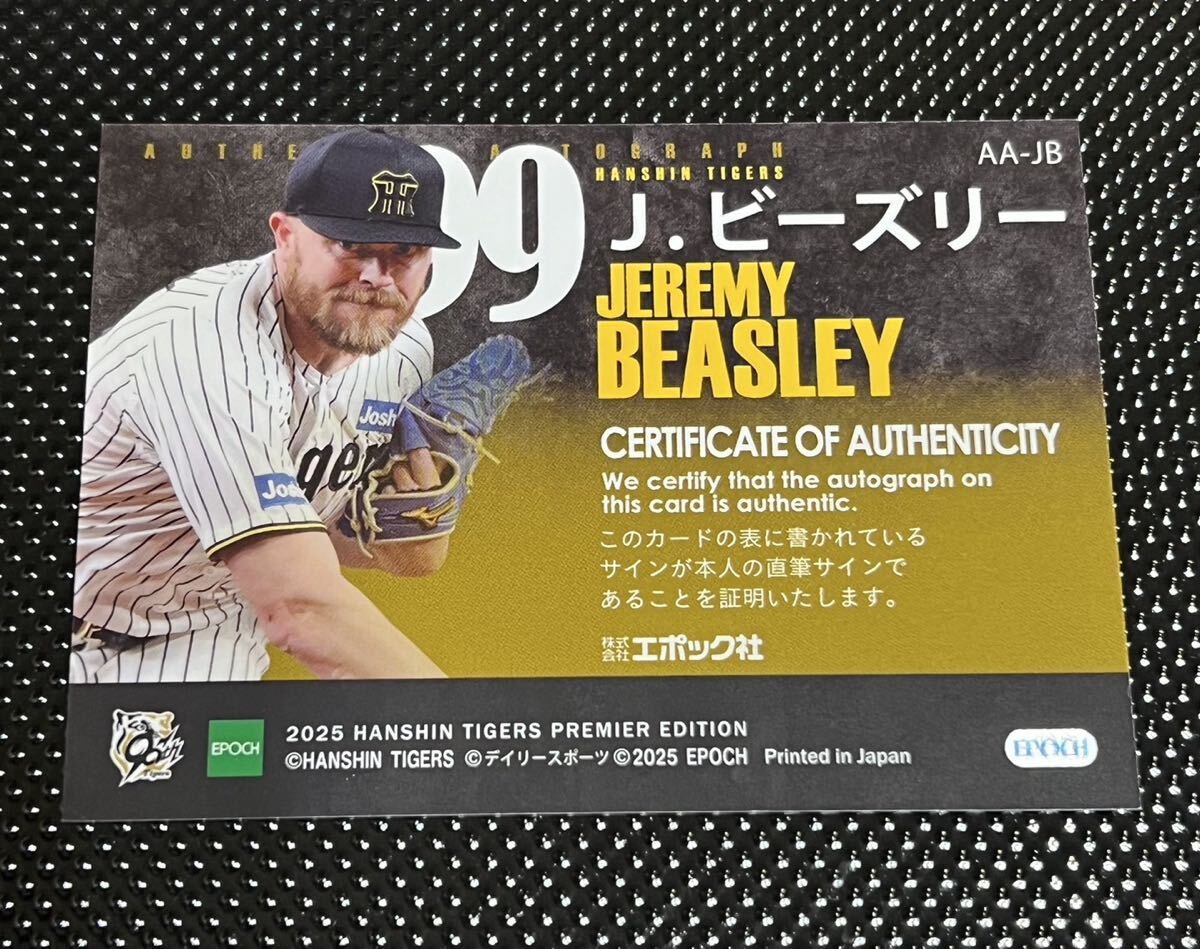 AUTHE A TOGRAPH
HANSHIN TIGERS
AA-JB
99
J.ビーズリー
JEREMY
BEASLEY
CERTIFICATE OF AUTHENTICITY
We certify that the autograph on
this card is authentic.
このカードの表に書かれている
サインが本人の直筆サインで
あることを証明いたします。
株式会社エポック社
Josh
Josh
gers
EPOCH
2025 HANSHIN TIGERS PREMIER EDITION
©HANSHIN TIGERS ©デイリースポーツ ©2025 EPOCH Printed in Japan
EPOCH
Tigers